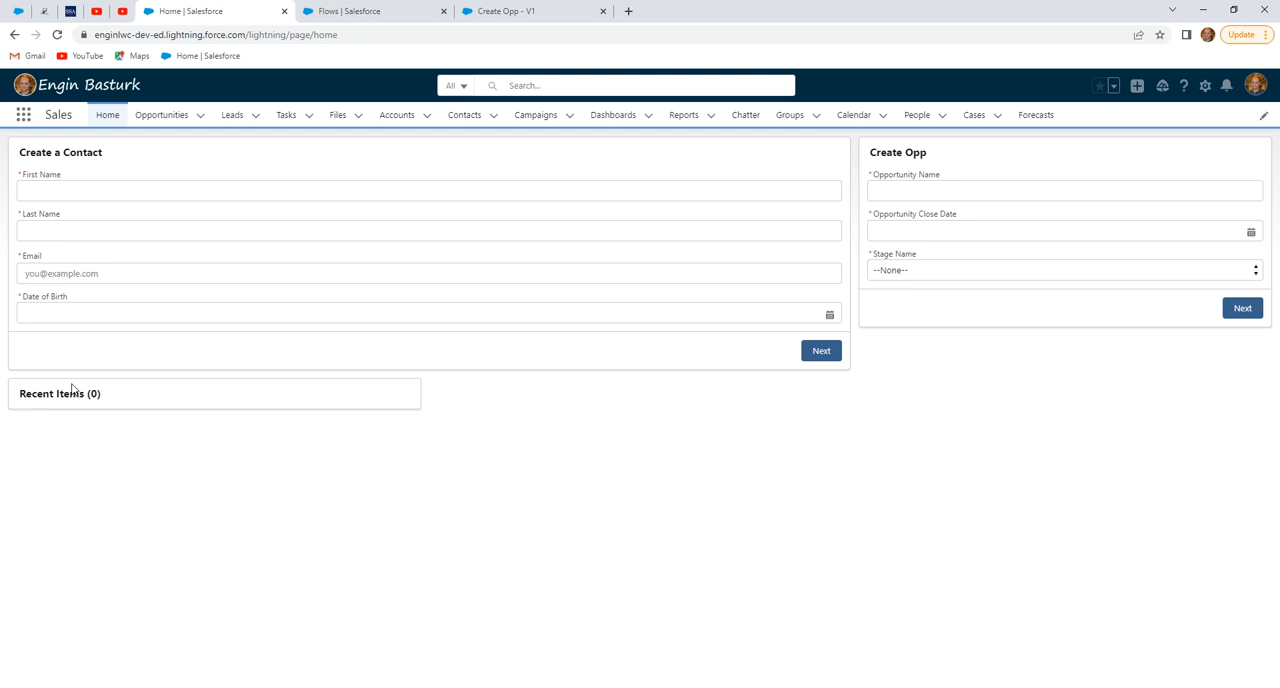 SSA
Home | Salesforce
Flows | Salesforce
Create Opp - V1
enginlwc-dev-ed.lightning.force.com/lightning/page/home
Update
Gmail
YouTube
Maps
Home | Salesforce
Engin Basturk
All
Search...
Sales
Home
Opportunities
Leads
Tasks
Files
Accounts
Contacts
Campaigns
Dashboards
Reports
Chatter
Groups
Calendar
People
Cases
Forecasts
Create a Contact
* First Name
* Last Name
* Email
you@example.com
* Date of Birth
Next
Recent Items (0)
Create Opp
* Opportunity Name
* Opportunity Close Date
* Stage Name
--None--
Next